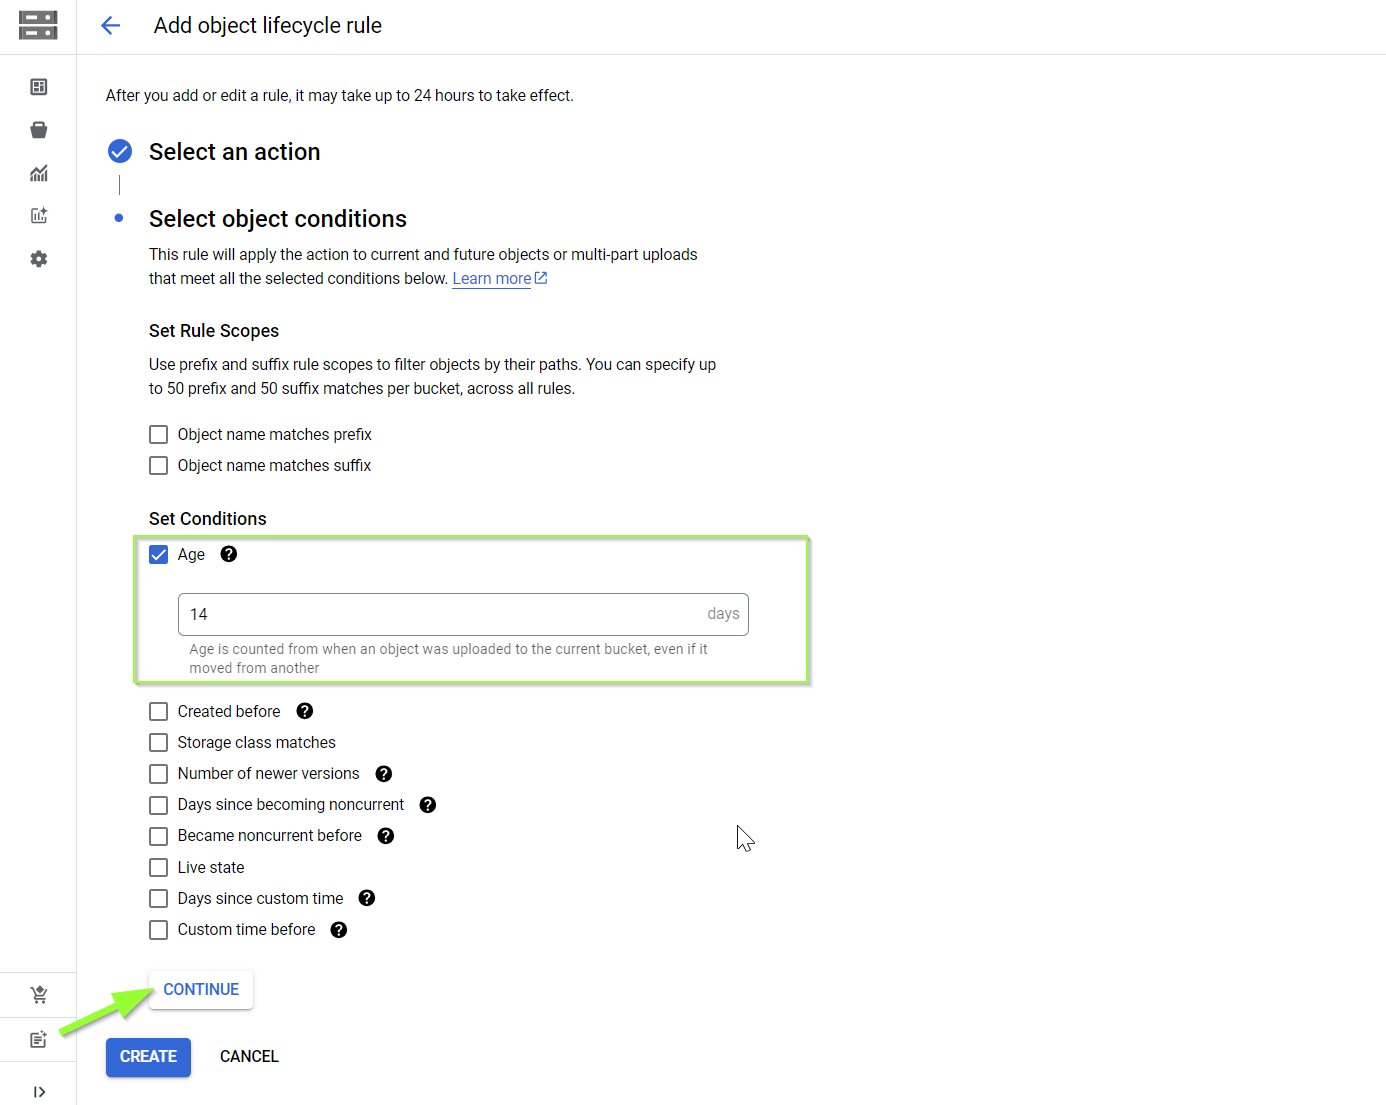 Add object lifecycle rule
After you add or edit a rule, it may take up to 24 hours to take effect.
Select an action
Select object conditions
This rule will apply the action to current and future objects or multi-part uploads
that meet all the selected conditions below. Learn more
Set Rule Scopes
Use prefix and suffix rule scopes to filter objects by their paths. You can specify up
to 50 prefix and 50 suffix matches per bucket, across all rules.
Object name matches prefix
Object name matches suffix
Set Conditions
Age
14 days
Age is counted from when an object was uploaded to the current bucket, even if it
moved from another
Created before
Storage class matches
Number of newer versions
Days since becoming noncurrent
Became noncurrent before
Live state
Days since custom time
Custom time before
CONTINUE
CREATE CANCEL